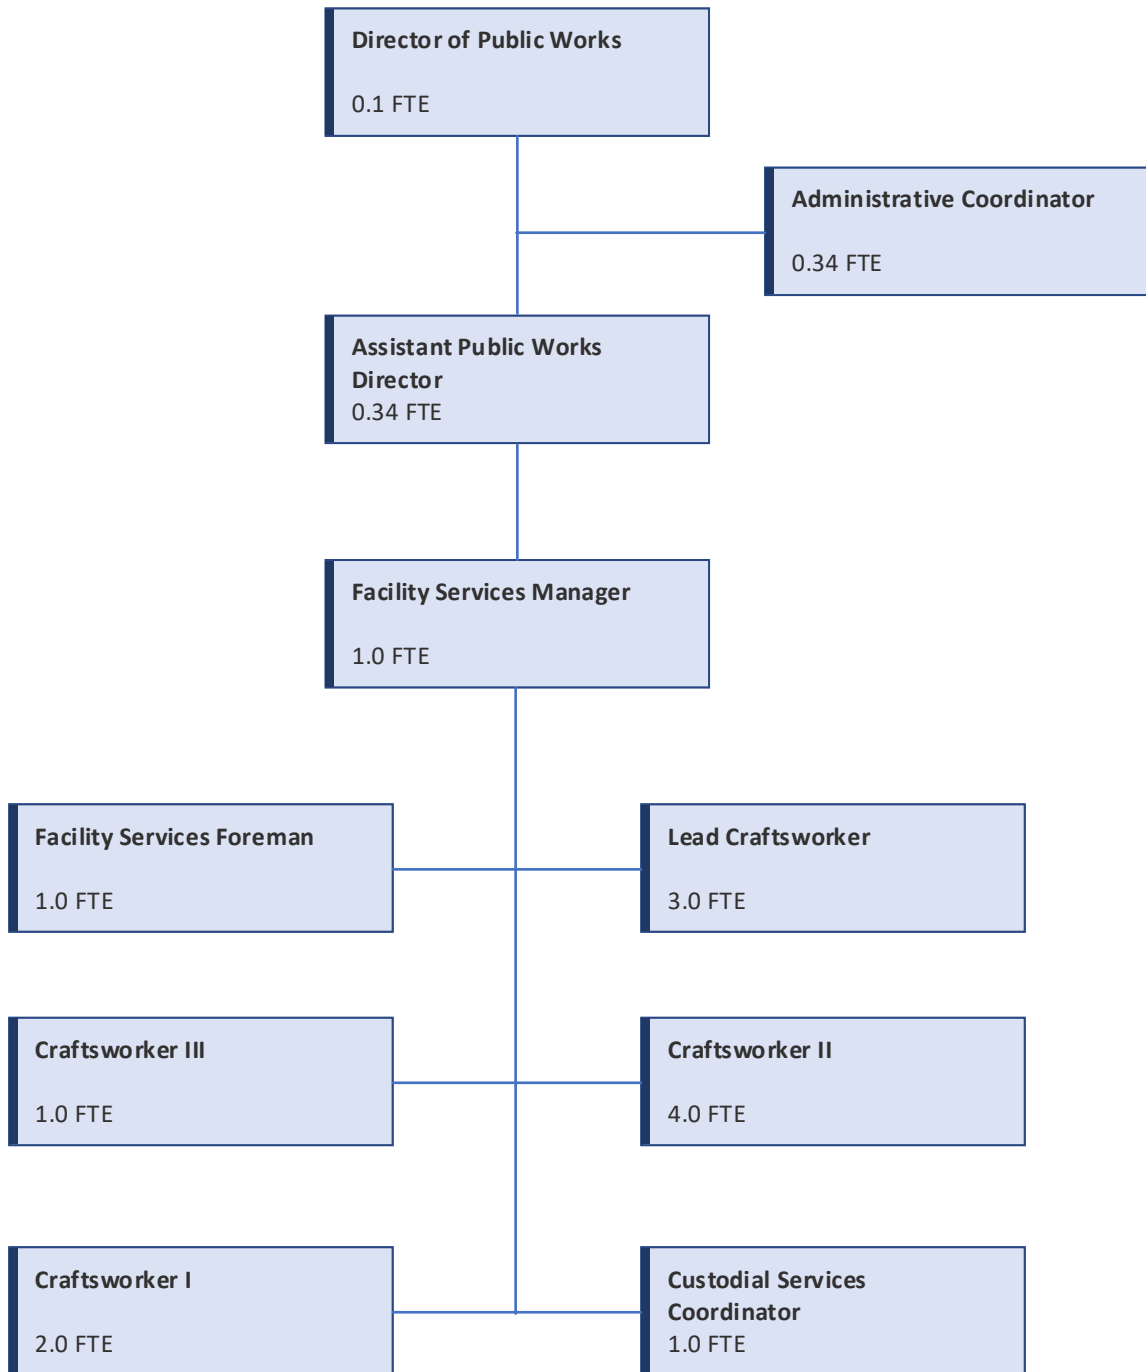 Director of Public Works
0.1 FTE
Administrative Coordinator
0.34 FTE
Assistant Public Works
Director
0.34 FTE
Facility Services Manager
1.0 FTE
Facility Services Foreman
1.0 FTE
Lead Craftsworker
3.0 FTE
Craftsworker III
1.0 FTE
Craftsworker II
4.0 FTE
Craftsworker I
2.0 FTE
Custodial Services
Coordinator
1.0 FTE